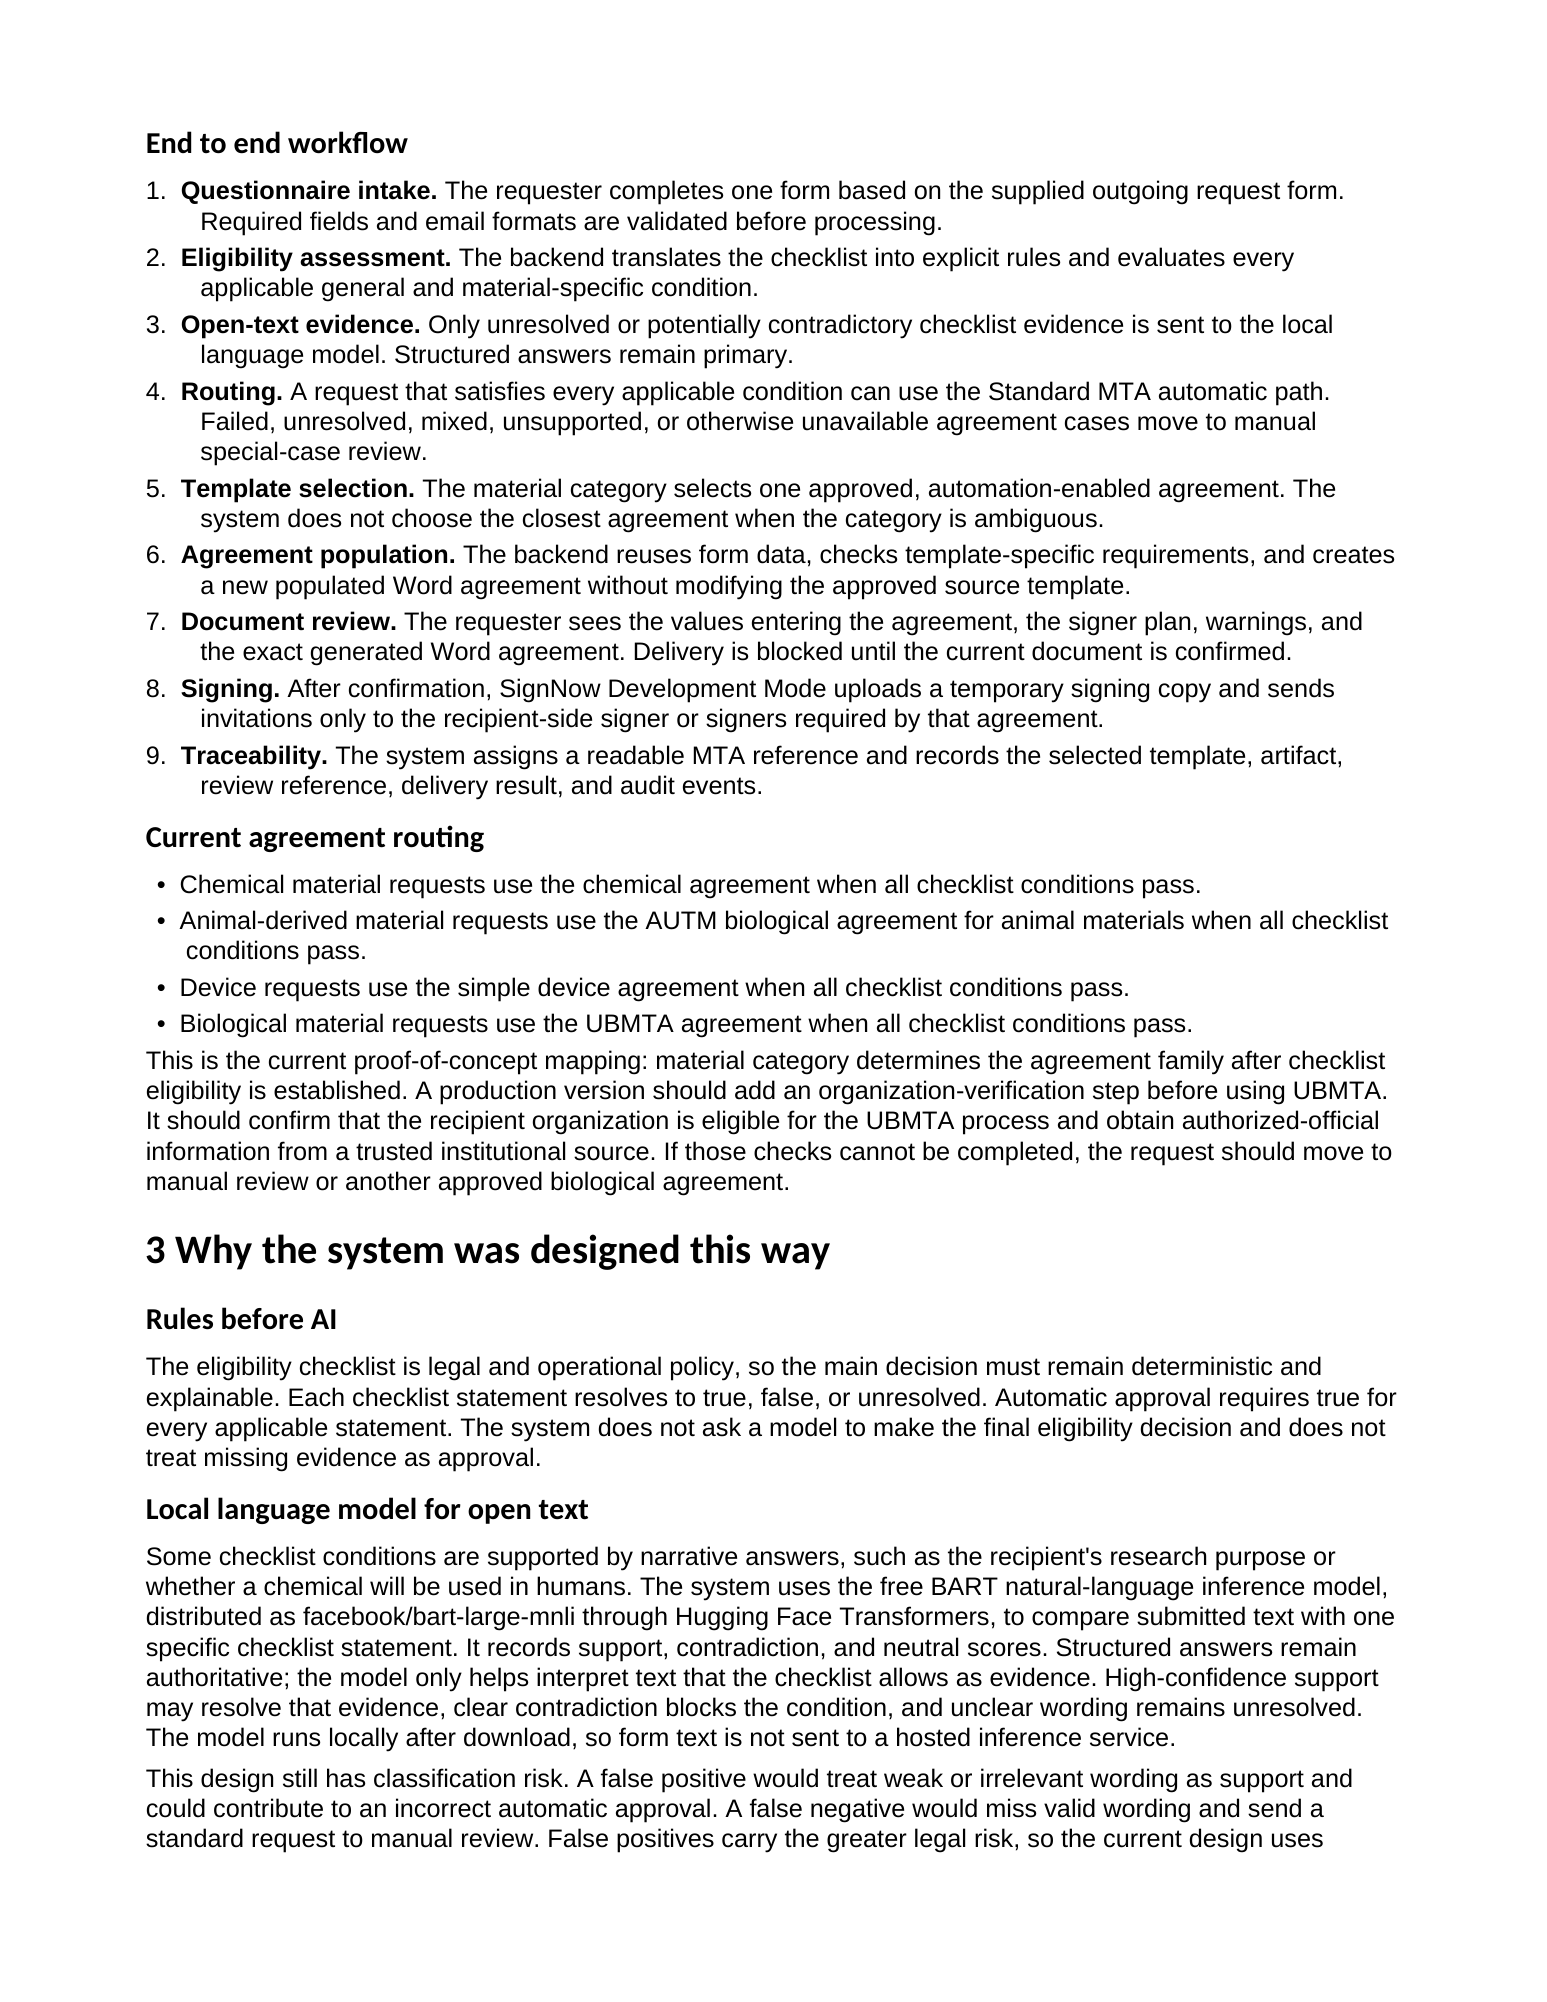 End to end workflow
1. Questionnaire intake. The requester completes one form based on the supplied outgoing request form.
Required fields and email formats are validated before processing.
2. Eligibility assessment. The backend translates the checklist into explicit rules and evaluates every
applicable general and material-specific condition.
3. Open-text evidence. Only unresolved or potentially contradictory checklist evidence is sent to the local
language model. Structured answers remain primary.
4. Routing. A request that satisfies every applicable condition can use the Standard MTA automatic path.
Failed, unresolved, mixed, unsupported, or otherwise unavailable agreement cases move to manual
special-case review.
5. Template selection. The material category selects one approved, automation-enabled agreement. The
system does not choose the closest agreement when the category is ambiguous.
6. Agreement population. The backend reuses form data, checks template-specific requirements, and creates
a new populated Word agreement without modifying the approved source template.
7. Document review. The requester sees the values entering the agreement, the signer plan, warnings, and
the exact generated Word agreement. Delivery is blocked until the current document is confirmed.
8. Signing. After confirmation, SignNow Development Mode uploads a temporary signing copy and sends
invitations only to the recipient-side signer or signers required by that agreement.
9. Traceability. The system assigns a readable MTA reference and records the selected template, artifact,
review reference, delivery result, and audit events.
Current agreement routing
• Chemical material requests use the chemical agreement when all checklist conditions pass.
• Animal-derived material requests use the AUTM biological agreement for animal materials when all checklist
conditions pass.
• Device requests use the simple device agreement when all checklist conditions pass.
• Biological material requests use the UBMTA agreement when all checklist conditions pass.
This is the current proof-of-concept mapping: material category determines the agreement family after checklist
eligibility is established. A production version should add an organization-verification step before using UBMTA.
It should confirm that the recipient organization is eligible for the UBMTA process and obtain authorized-official
information from a trusted institutional source. If those checks cannot be completed, the request should move to
manual review or another approved biological agreement.
3 Why the system was designed this way
Rules before AI
The eligibility checklist is legal and operational policy, so the main decision must remain deterministic and
explainable. Each checklist statement resolves to true, false, or unresolved. Automatic approval requires true for
every applicable statement. The system does not ask a model to make the final eligibility decision and does not
treat missing evidence as approval.
Local language model for open text
Some checklist conditions are supported by narrative answers, such as the recipient's research purpose or
whether a chemical will be used in humans. The system uses the free BART natural-language inference model,
distributed as facebook/bart-large-mnli through Hugging Face Transformers, to compare submitted text with one
specific checklist statement. It records support, contradiction, and neutral scores. Structured answers remain
authoritative; the model only helps interpret text that the checklist allows as evidence. High-confidence support
may resolve that evidence, clear contradiction blocks the condition, and unclear wording remains unresolved.
The model runs locally after download, so form text is not sent to a hosted inference service.
This design still has classification risk. A false positive would treat weak or irrelevant wording as support and
could contribute to an incorrect automatic approval. A false negative would miss valid wording and send a
standard request to manual review. False positives carry the greater legal risk, so the current design uses